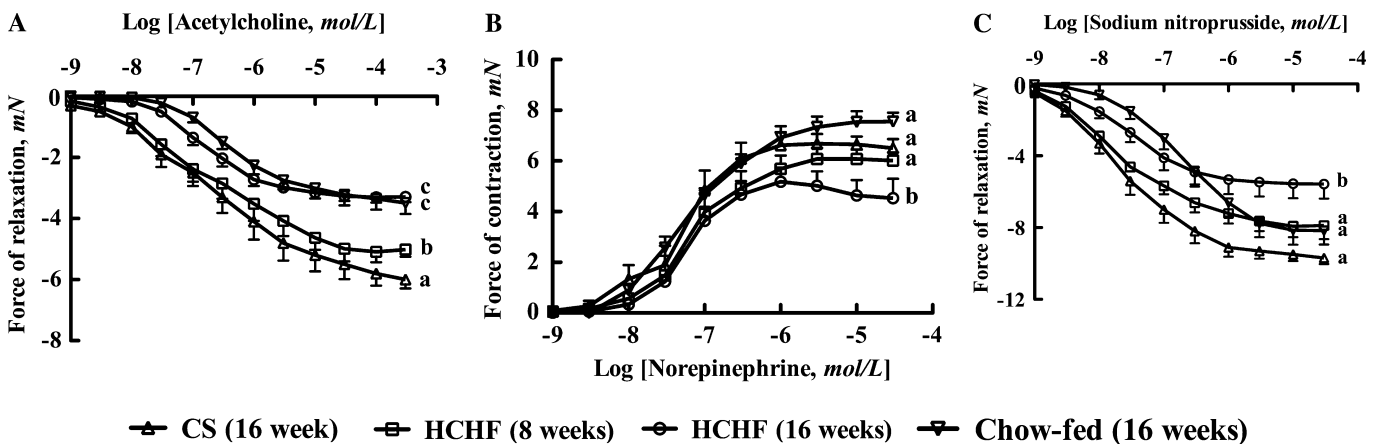 A
Log [Acetylcholine, mol/L]
-9 -8 -7 -6 -5 -4 -3
Force of relaxation, mN
0
-2
-4
-6
-8
c
c
b
a
B
Force of contraction, mN
10
8
6
4
2
0
a
a
a
b
-9 -8 -7 -6 -5 -4
Log [Norepinephrine, mol/L]
C
Log [Sodium nitroprusside, mol/L]
-9 -8 -7 -6 -5 -4
Force of relaxation, mN
0
-4
-8
-12
b
a
a
a
CS (16 week) HCHF (8 weeks) HCHF (16 weeks) Chow-fed (16 weeks)